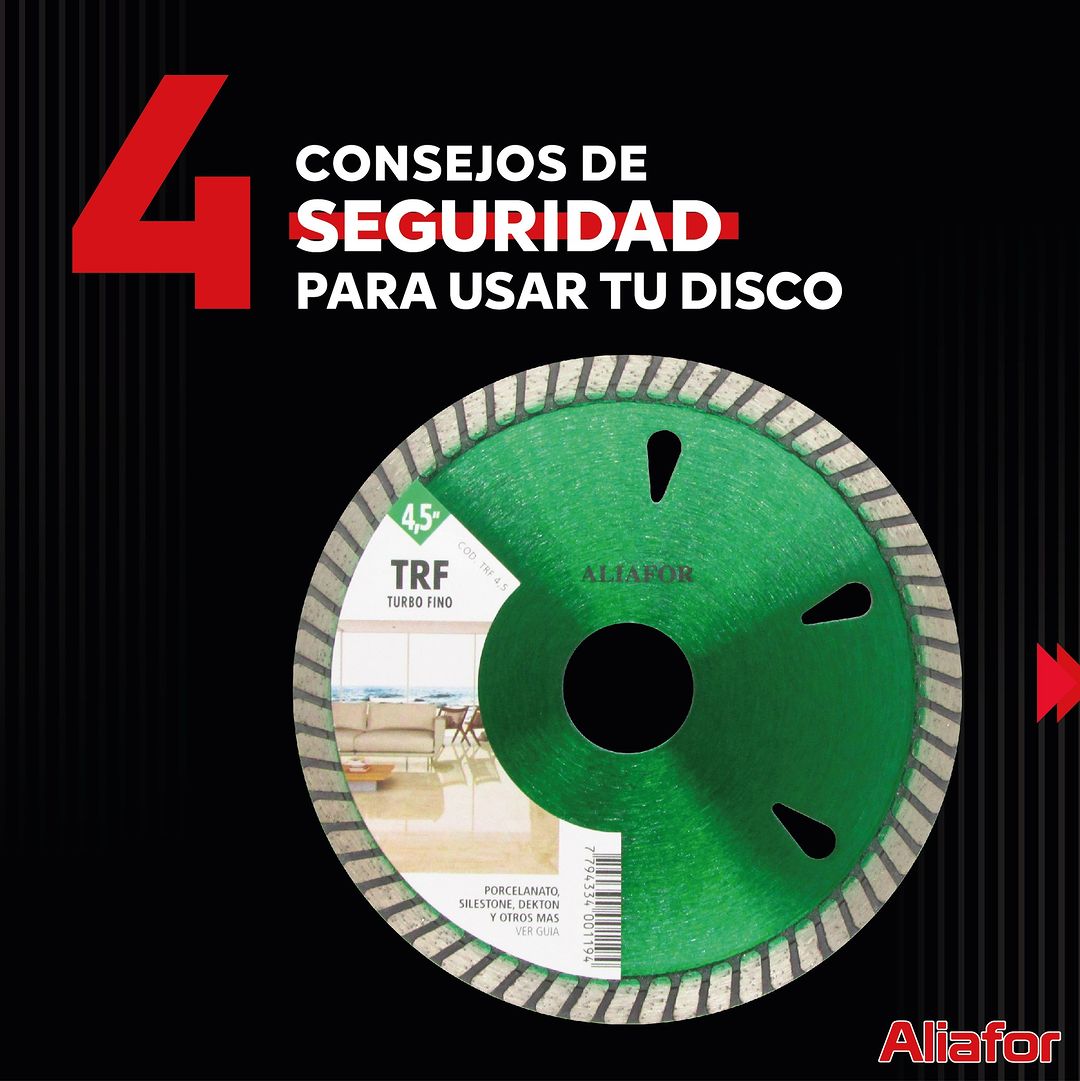 4
CONSEJOS DE
SEGURIDAD
PARA USAR TU DISCO
4,5"
COD. TRF 4,5
TRF
TURBO FINO
ALIAFOR
PORCELANATO,
SILESTONE, DEKTON
Y OTROS MAS
VER GUIA
7 794334 001194
Aliafor